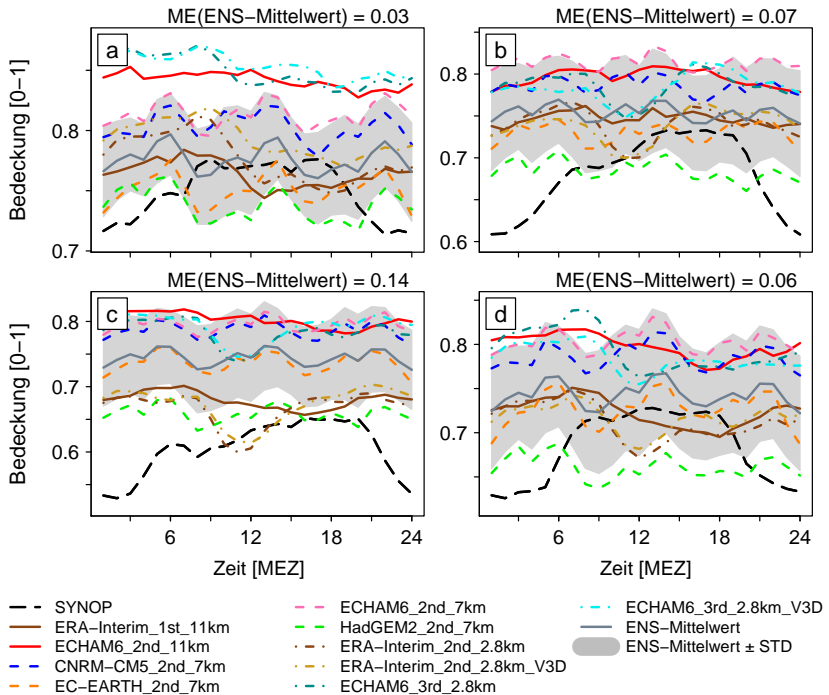 ME(ENS−Mittelwert) = 0.03
ME(ENS−Mittelwert) = 0.07
a
b
Bedeckung [0−1]
0.8
0.7
0.8
0.7
0.6
ME(ENS−Mittelwert) = 0.14
ME(ENS−Mittelwert) = 0.06
c
d
Bedeckung [0−1]
0.8
0.7
0.6
0.8
0.7
6 12 18 24
6 12 18 24
Zeit [MEZ]
Zeit [MEZ]
SYNOP
ERA−Interim_1st_11km
ECHAM6_2nd_11km
CNRM−CM5_2nd_7km
EC−EARTH_2nd_7km
ECHAM6_2nd_7km
HadGEM2_2nd_7km
ERA−Interim_2nd_2.8km
ERA−Interim_2nd_2.8km_V3D
ECHAM6_3rd_2.8km
ECHAM6_3rd_2.8km_V3D
ENS−Mittelwert
ENS−Mittelwert ± STD